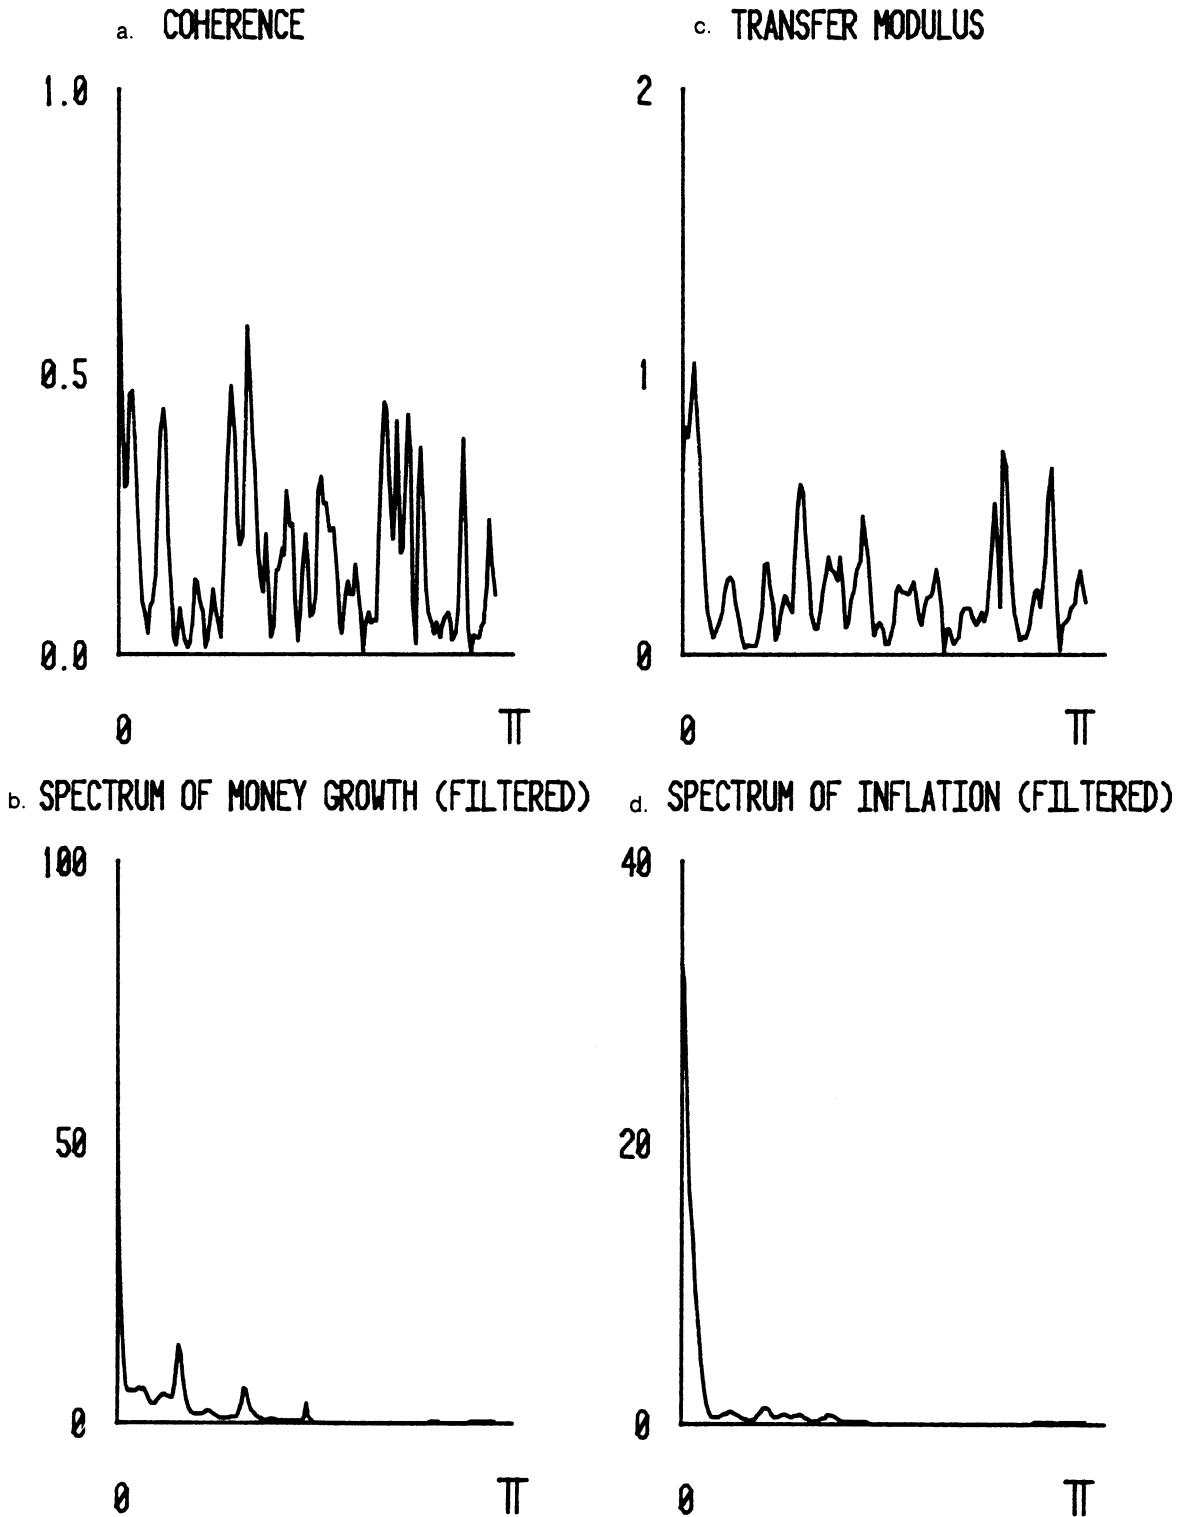 a. COHERENCE
1.0
0.5
0.0
0 π
c. TRANSFER MODULUS
2
1
0
0 π
b. SPECTRUM OF MONEY GROWTH (FILTERED)
100
50
0
0 π
d. SPECTRUM OF INFLATION (FILTERED)
40
20
0
0 π